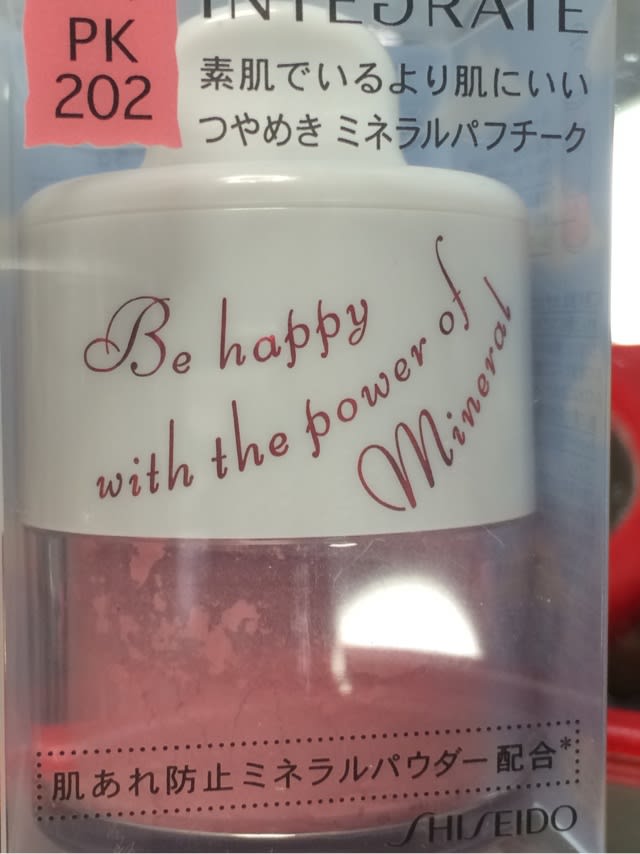 PK
202
INTEGRATE
素肌でいるより肌にいい
つやめき ミネラルパフチーク
Be happy
with the power of
Mineral
肌あれ防止ミネラルパウダー配合*
SHISEIDO